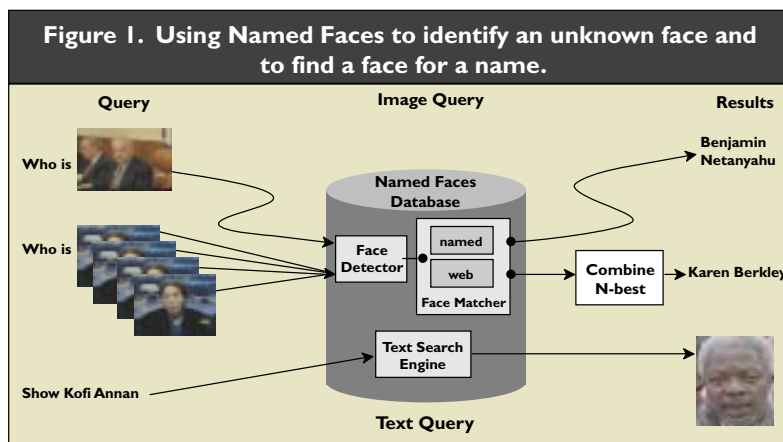 Figure 1. Using Named Faces to identify an unknown face and
to find a face for a name.
Query
Image Query
Results
Who is
Benjamin
Netanyahu
Named Faces
Database
Who is
Face
Detector
named
web
Face Matcher
Combine
N-best
Karen Berkley
Text Search
Engine
Show Kofi Annan
Text Query